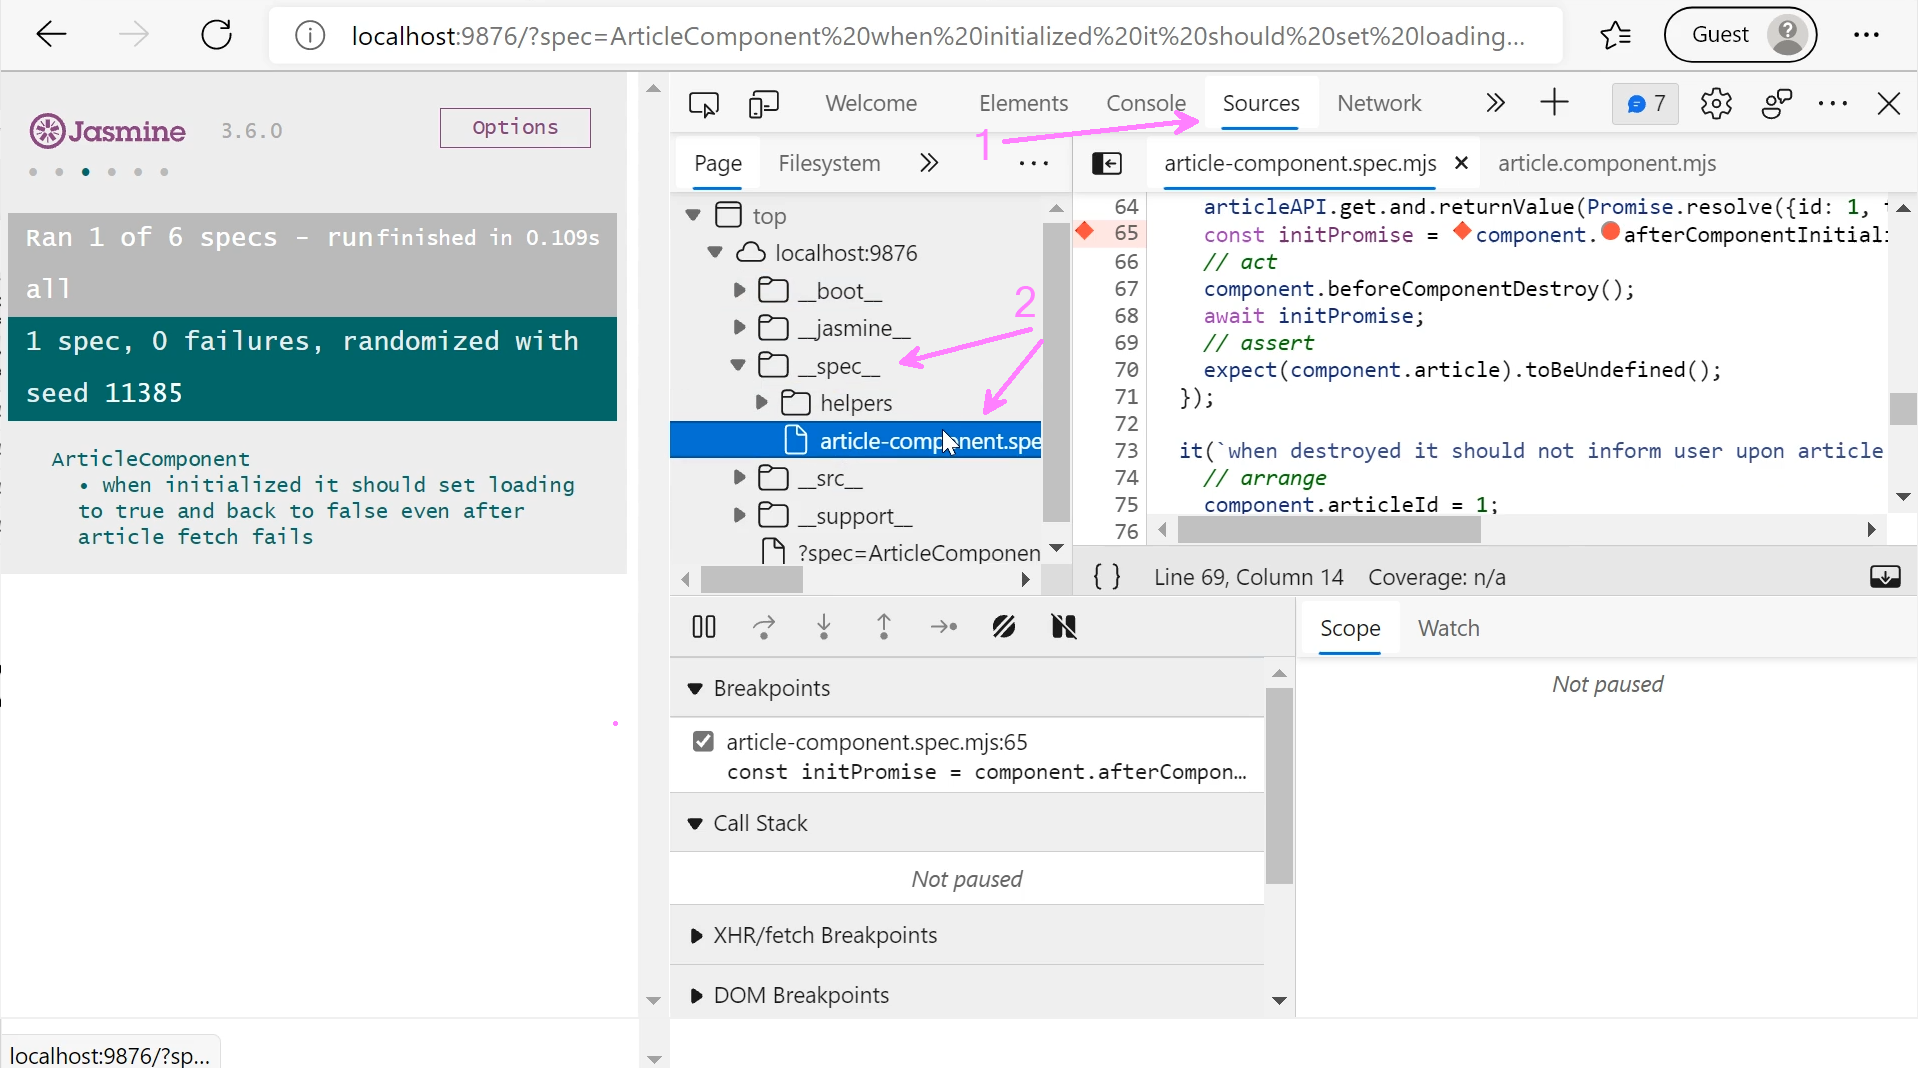 localhost:9876/?spec=ArticleComponent%20when%20initialized%20it%20should%20set%20loading...
Guest
Jasmine 3.6.0
Options
Ran 1 of 6 specs - run all
finished in 0.109s
1 spec, 0 failures, randomized with
seed 11385
ArticleComponent
• when initialized it should set loading
to true and back to false even after
article fetch fails
localhost:9876/?sp...
Welcome Elements Console Sources Network 7
1
Page Filesystem
top
localhost:9876
__boot__
__jasmine__
2
__spec__
helpers
article-component.spe
__src__
__support__
?spec=ArticleComponen
article-component.spec.mjs article.component.mjs
64 articleAPI.get.and.returnValue(Promise.resolve({id: 1,
65 const initPromise = component.afterComponentInitiali
66 // act
67 component.beforeComponentDestroy();
68 await initPromise;
69 // assert
70 expect(component.article).toBeUndefined();
71 });
72
73 it(`when destroyed it should not inform user upon article
74 // arrange
75 component.articleId = 1;
76
{ } Line 69, Column 14 Coverage: n/a
Breakpoints
article-component.spec.mjs:65
const initPromise = component.afterCompon...
Call Stack
Not paused
XHR/fetch Breakpoints
DOM Breakpoints
Scope Watch
Not paused